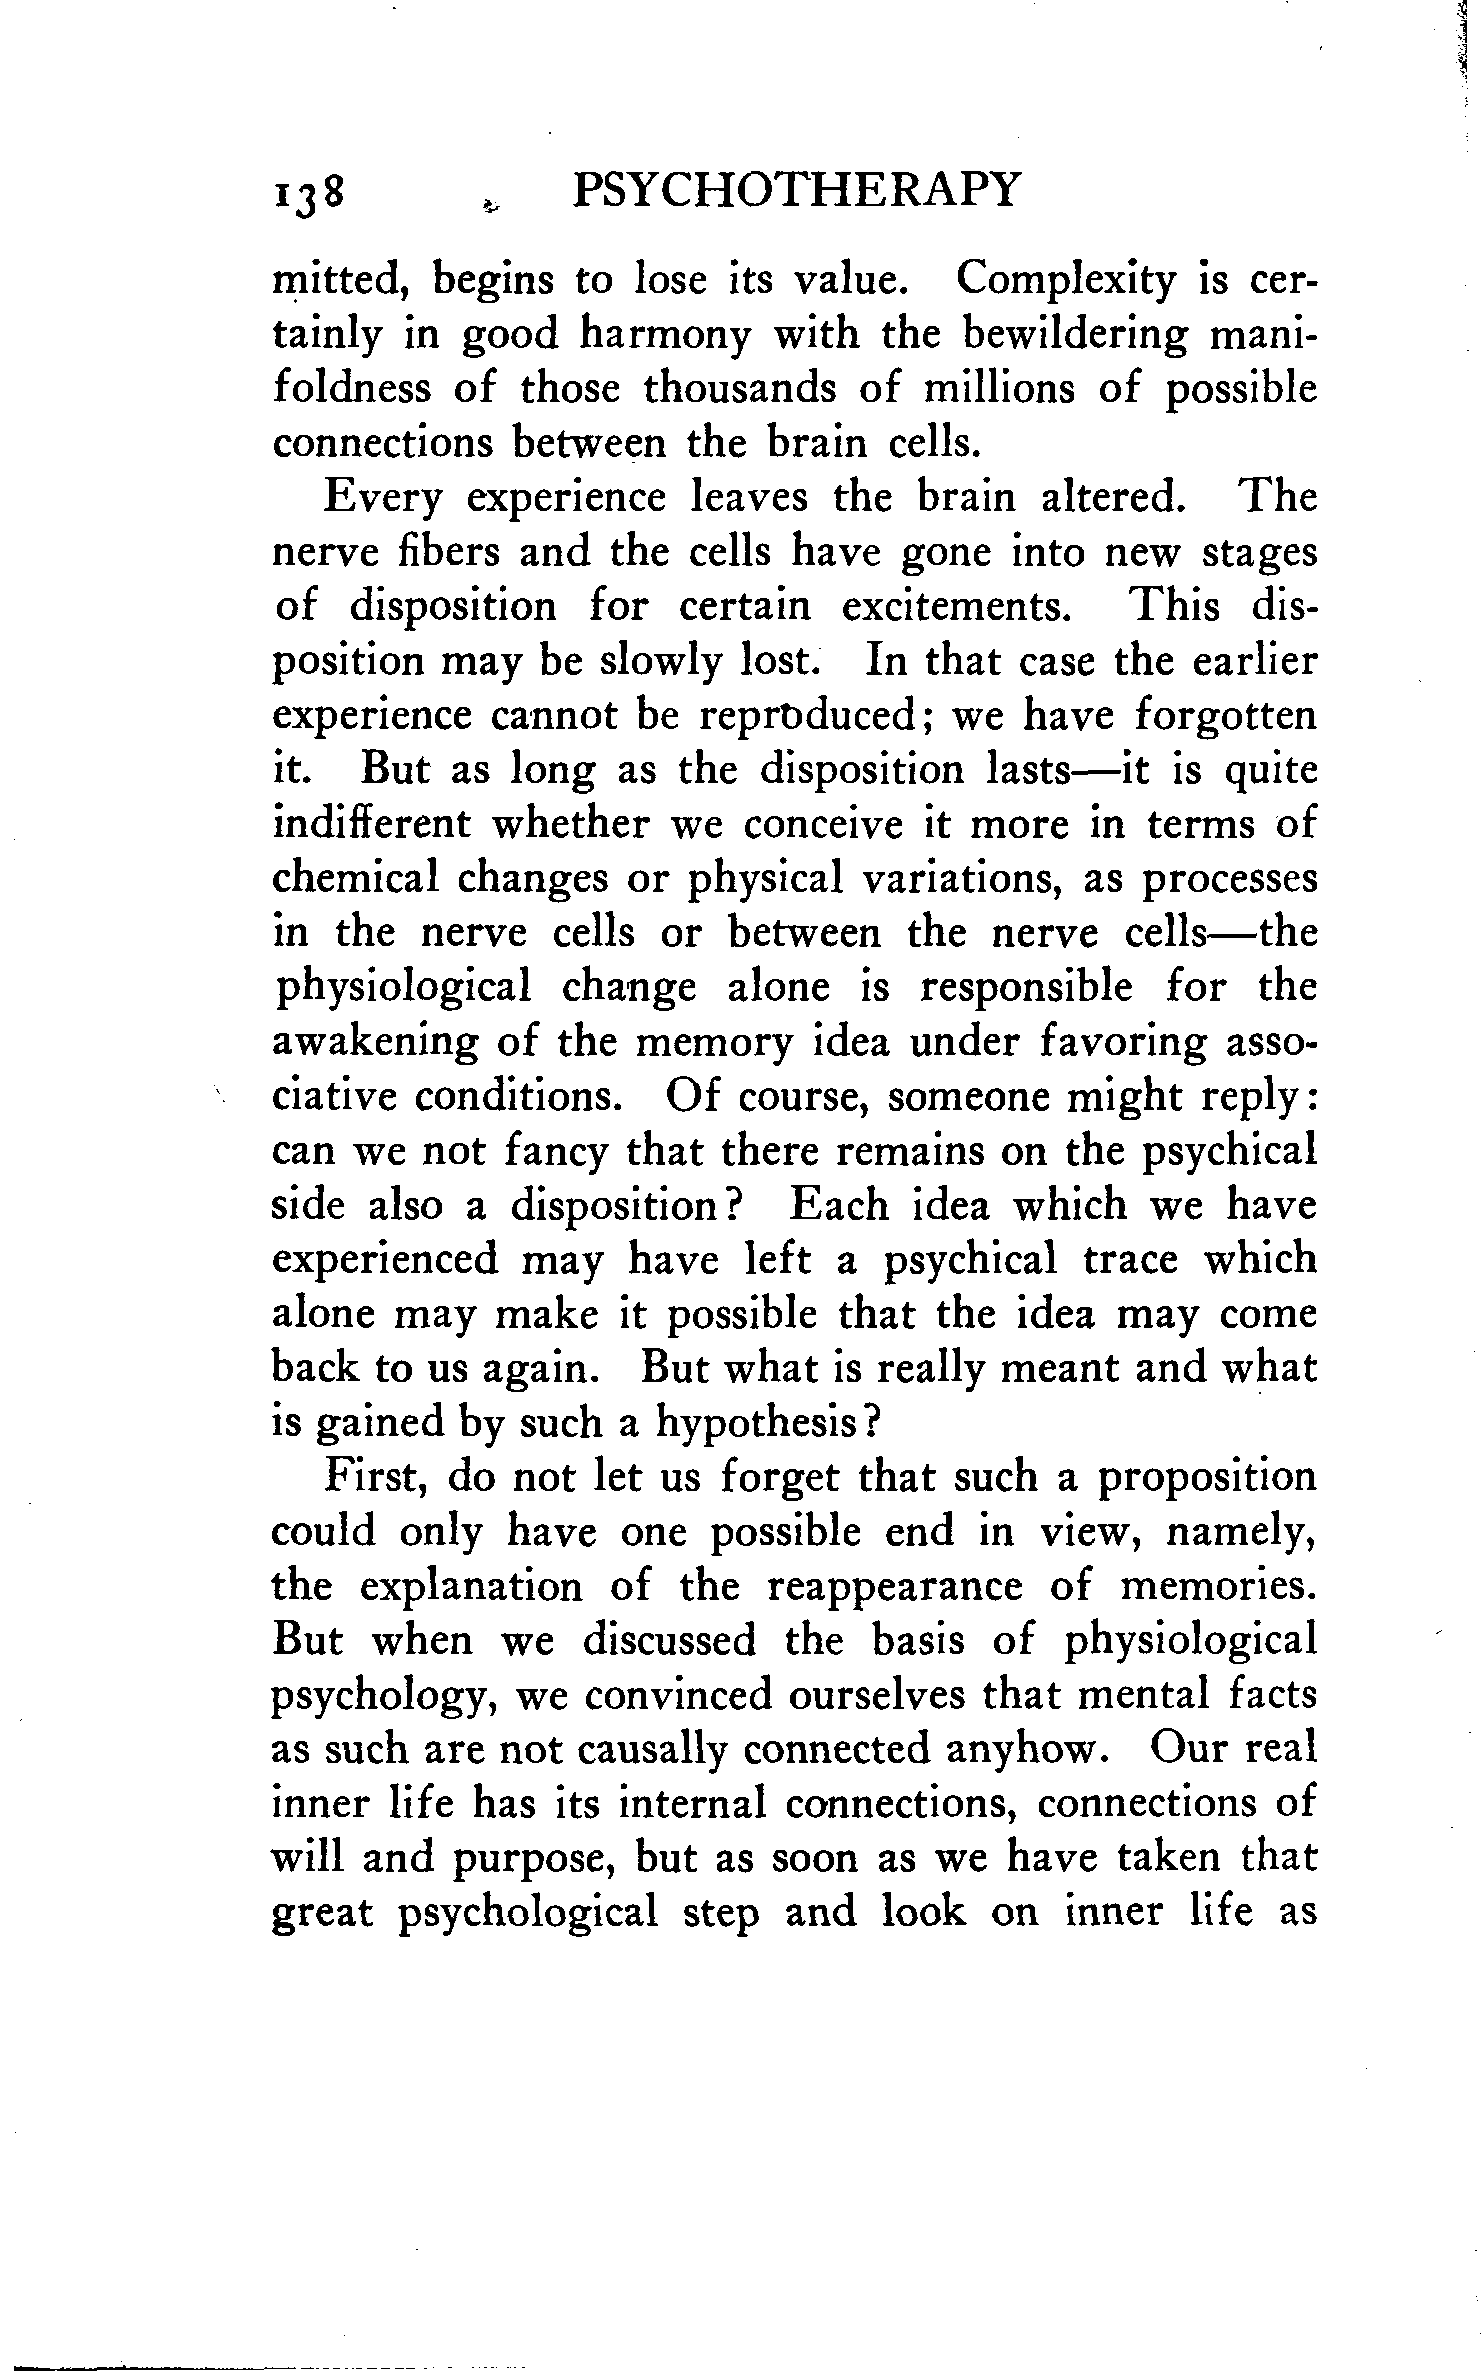 138 PSYCHOTHERAPY
mitted, begins to lose its value. Complexity is cer-
tainly in good harmony with the bewildering mani-
foldness of those thousands of millions of possible
connections between the brain cells.
Every experience leaves the brain altered. The
nerve fibers and the cells have gone into new stages
of disposition for certain excitements. This dis-
position may be slowly lost. In that case the earlier
experience cannot be reproduced; we have forgotten
it. But as long as the disposition lasts—it is quite
indifferent whether we conceive it more in terms of
chemical changes or physical variations, as processes
in the nerve cells or between the nerve cells—the
physiological change alone is responsible for the
awakening of the memory idea under favoring asso-
ciative conditions. Of course, someone might reply:
can we not fancy that there remains on the psychical
side also a disposition? Each idea which we have
experienced may have left a psychical trace which
alone may make it possible that the idea may come
back to us again. But what is really meant and what
is gained by such a hypothesis?
First, do not let us forget that such a proposition
could only have one possible end in view, namely,
the explanation of the reappearance of memories.
But when we discussed the basis of physiological
psychology, we convinced ourselves that mental facts
as such are not causally connected anyhow. Our real
inner life has its internal connections, connections of
will and purpose, but as soon as we have taken that
great psychological step and look on inner life as